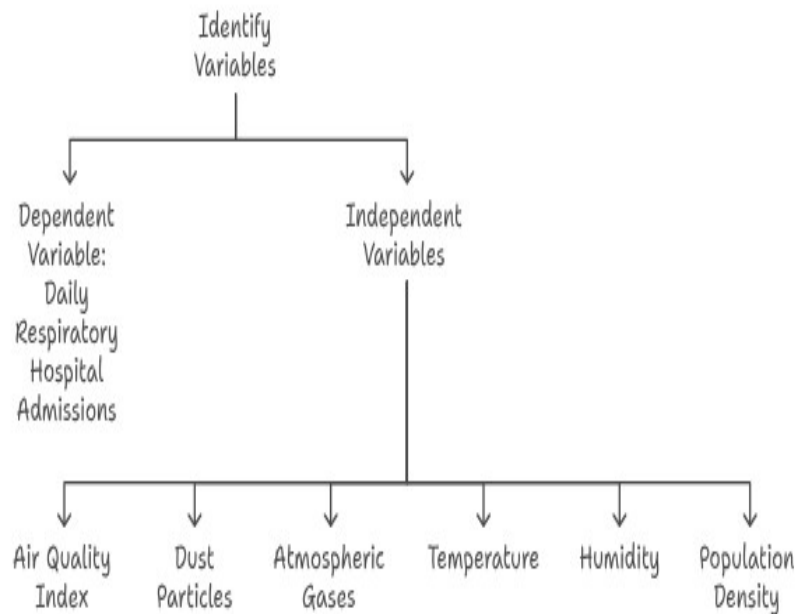 Identify
Variables
Dependent
Variable:
Daily
Respiratory
Hospital
Admissions
Independent
Variables
Air Quality
Index
Dust
Particles
Atmospheric
Gases
Temperature
Humidity
Population
Density